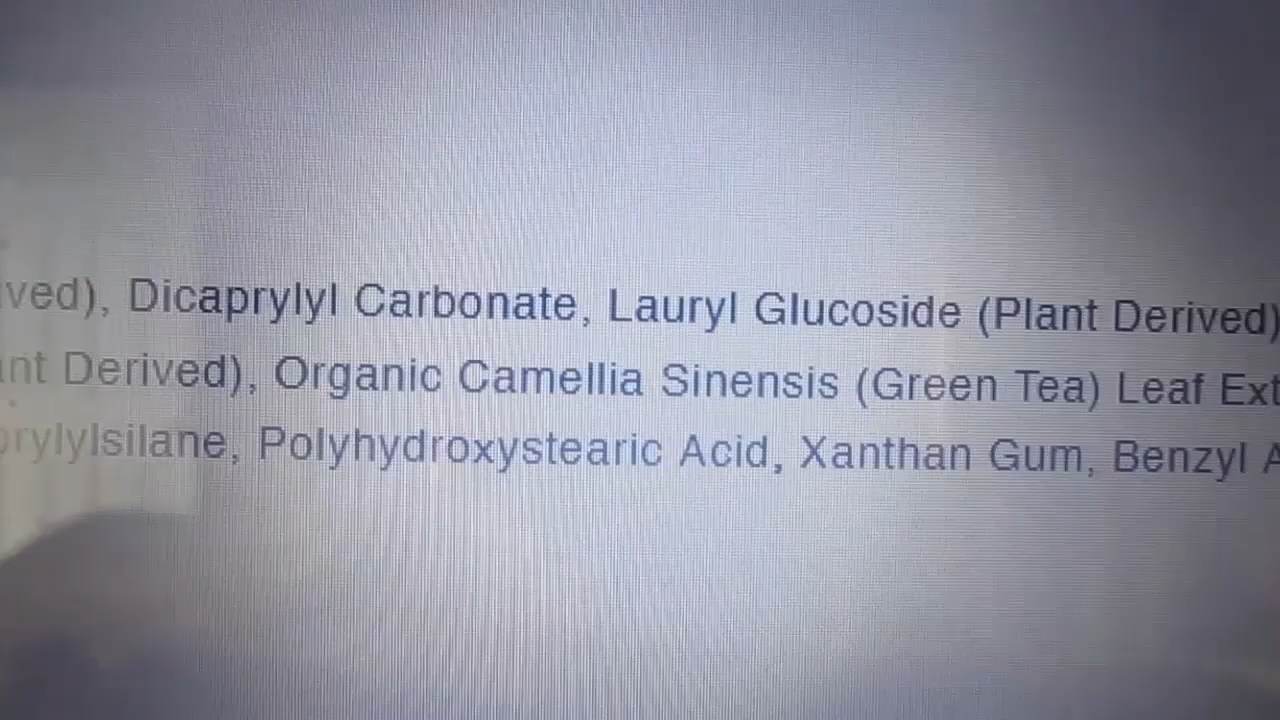 ved), Dicaprylyl Carbonate, Lauryl Glucoside (Plant Derived)
nt Derived), Organic Camellia Sinensis (Green Tea) Leaf Ext
rylylsilane, Polyhydroxystearic Acid, Xanthan Gum, Benzyl A